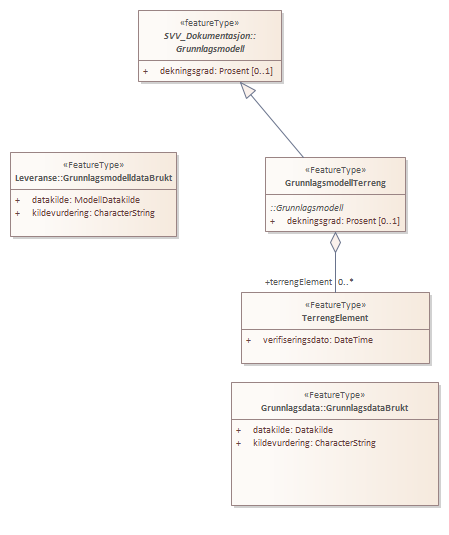 «featureType»
SVV_Dokumentasjon::
Grunnlagsmodell
+ dekningsgrad: Prosent [0..1]
«FeatureType»
Leveranse::GrunnlagsmodelldataBrukt
+ datakilde: ModellDatakilde
+ kildevurdering: CharacterString
«FeatureType»
GrunnlagsmodellTerreng
::Grunnlagsmodell
+ dekningsgrad: Prosent [0..1]
+terrengElement 0..*
«FeatureType»
TerrengElement
+ verifiseringsdato: DateTime
«FeatureType»
Grunnlagsdata::GrunnlagsdataBrukt
+ datakilde: Datakilde
+ kildevurdering: CharacterString